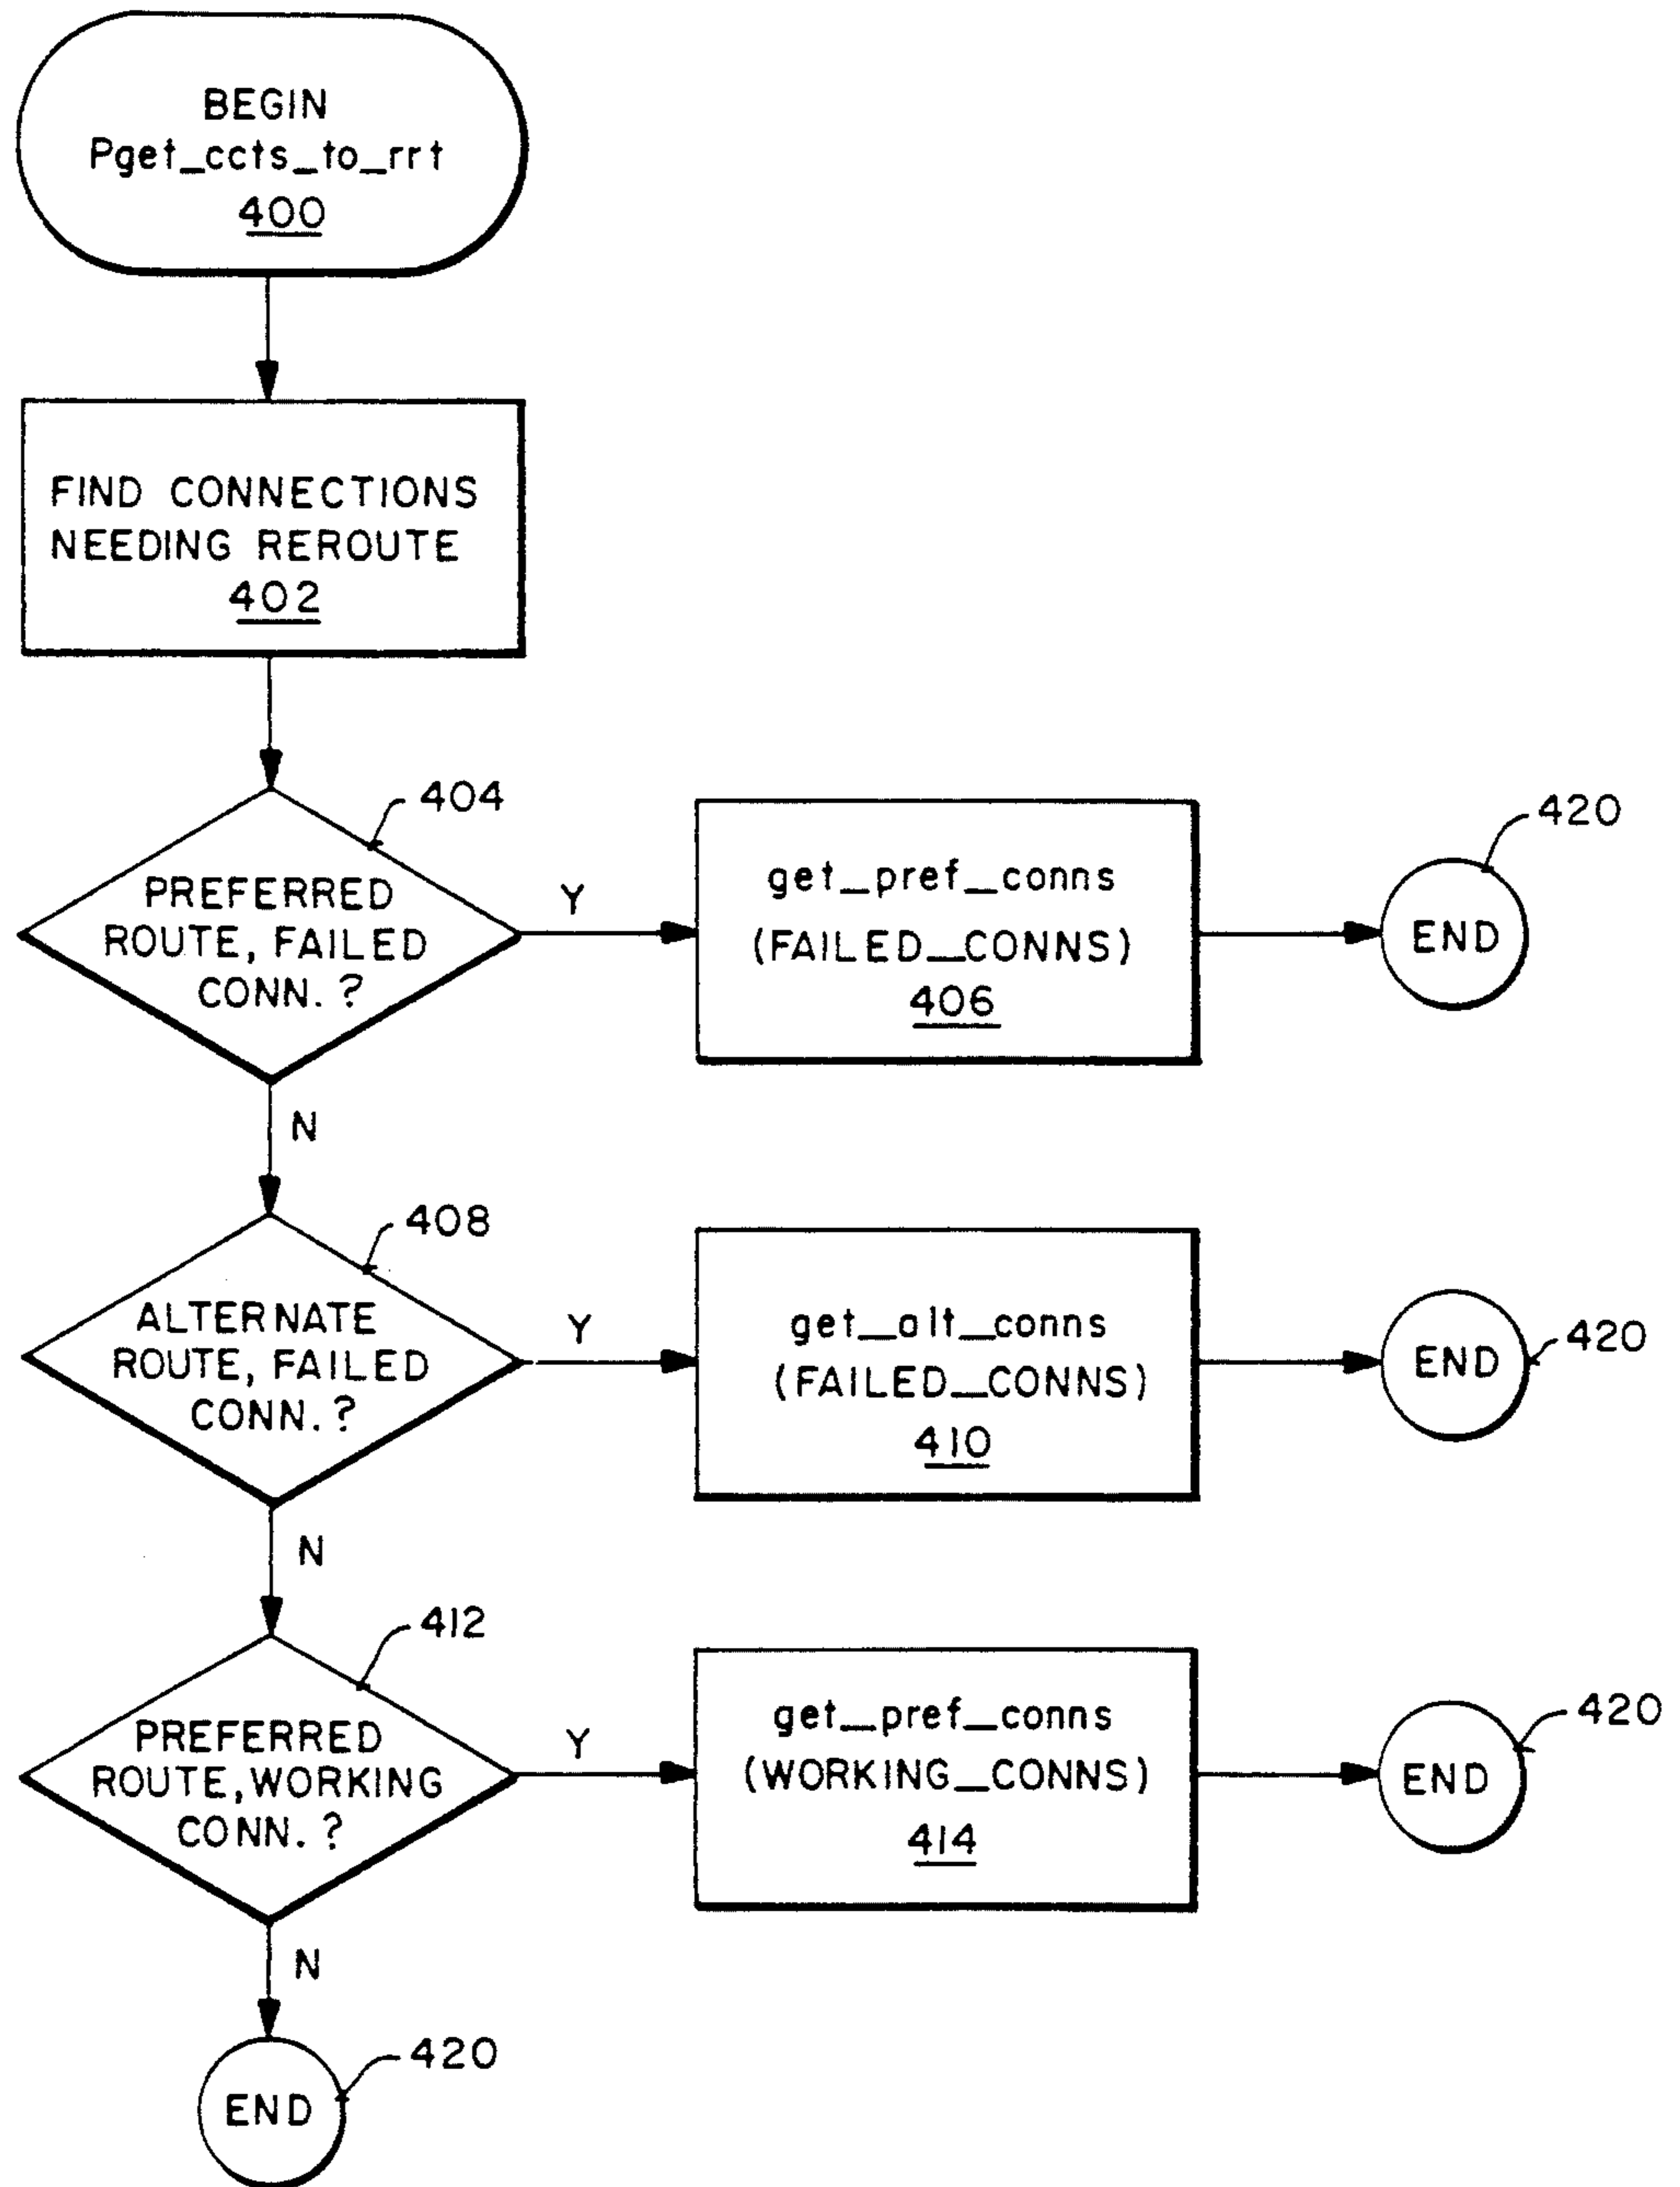 BEGIN
Pget_ccts_to_rrt
400
FIND CONNECTIONS
NEEDING REROUTE
402
404
PREFERRED
ROUTE, FAILED
CONN. ?
Y
get_pref_conns
(FAILED_CONNS)
406
420
END
N
408
ALTERNATE
ROUTE, FAILED
CONN. ?
Y
get_alt_conns
(FAILED_CONNS)
410
420
END
N
412
PREFERRED
ROUTE, WORKING
CONN. ?
Y
get_pref_conns
(WORKING_CONNS)
414
420
END
N
420
END